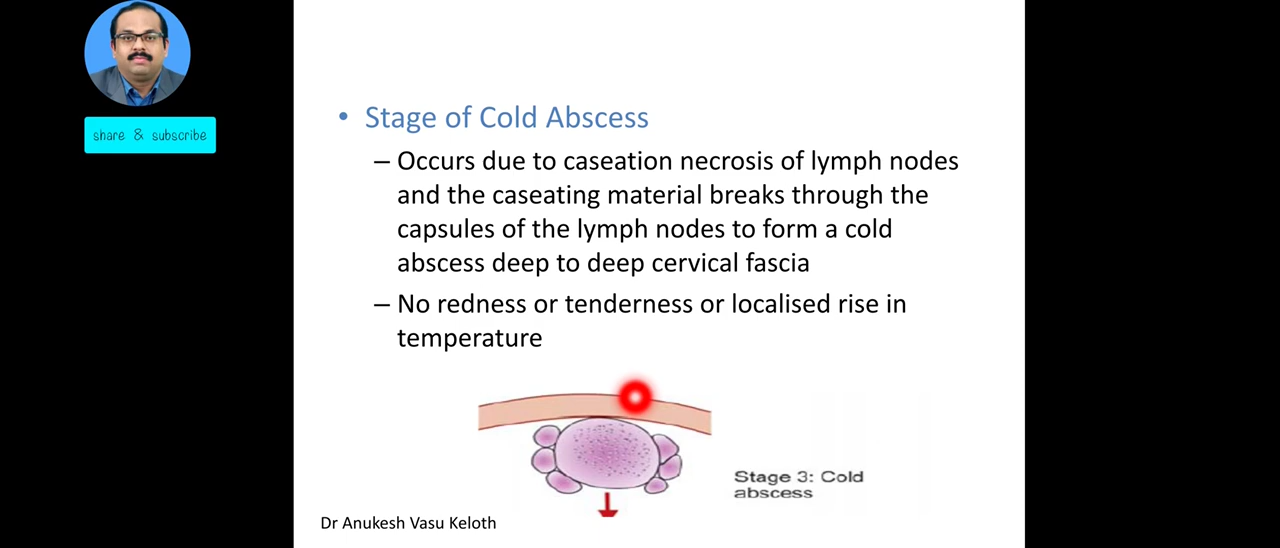 share & subscribe
• Stage of Cold Abscess
– Occurs due to caseation necrosis of lymph nodes
and the caseating material breaks through the
capsules of the lymph nodes to form a cold
abscess deep to deep cervical fascia
– No redness or tenderness or localised rise in
temperature
Stage 3: Cold
abscess
Dr Anukesh Vasu Keloth